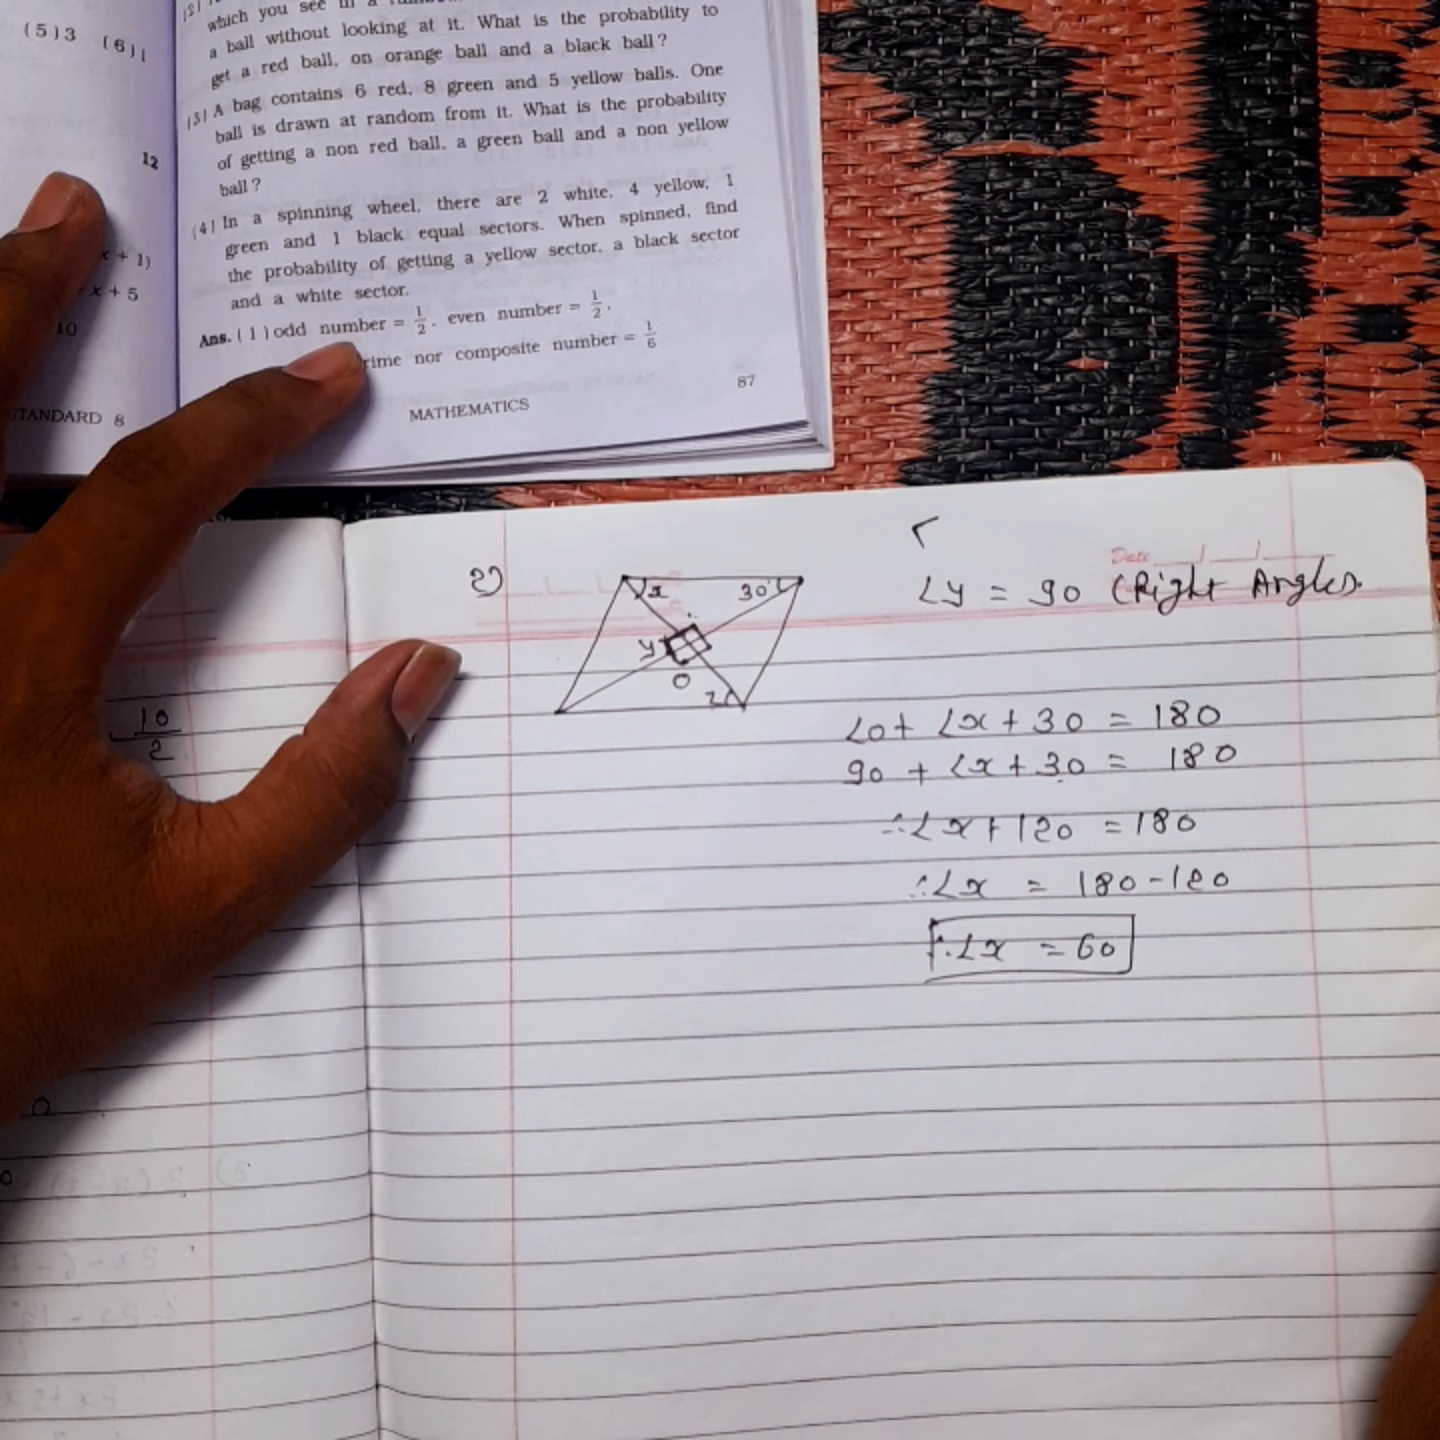 (5) 3 (6) 1
12
x + 1)
x + 5
10
STANDARD 8
which you see in a
a ball without looking at it. What is the probability to
get a red ball, on orange ball and a black ball?
(3) A bag contains 6 red, 8 green and 5 yellow balls. One
ball is drawn at random from it. What is the probability
of getting a non red ball, a green ball and a non yellow
ball?
(4) In a spinning wheel, there are 2 white, 4 yellow, 1
green and 1 black equal sectors. When spinned, find
the probability of getting a yellow sector, a black sector
and a white sector.
Ans. (1) odd number = 1/2, even number = 1/2,
rime nor composite number = 1/6
MATHEMATICS 87
10/2
0
2)
x 30°
y
O
z
Date / /
∠y = 90 (Right Angles)
∠0 + ∠x + 30 = 180
90 + ∠x + 30 = 180
∴ ∠x + 120 = 180
∴ ∠x = 180 - 120
∴ ∠x = 60